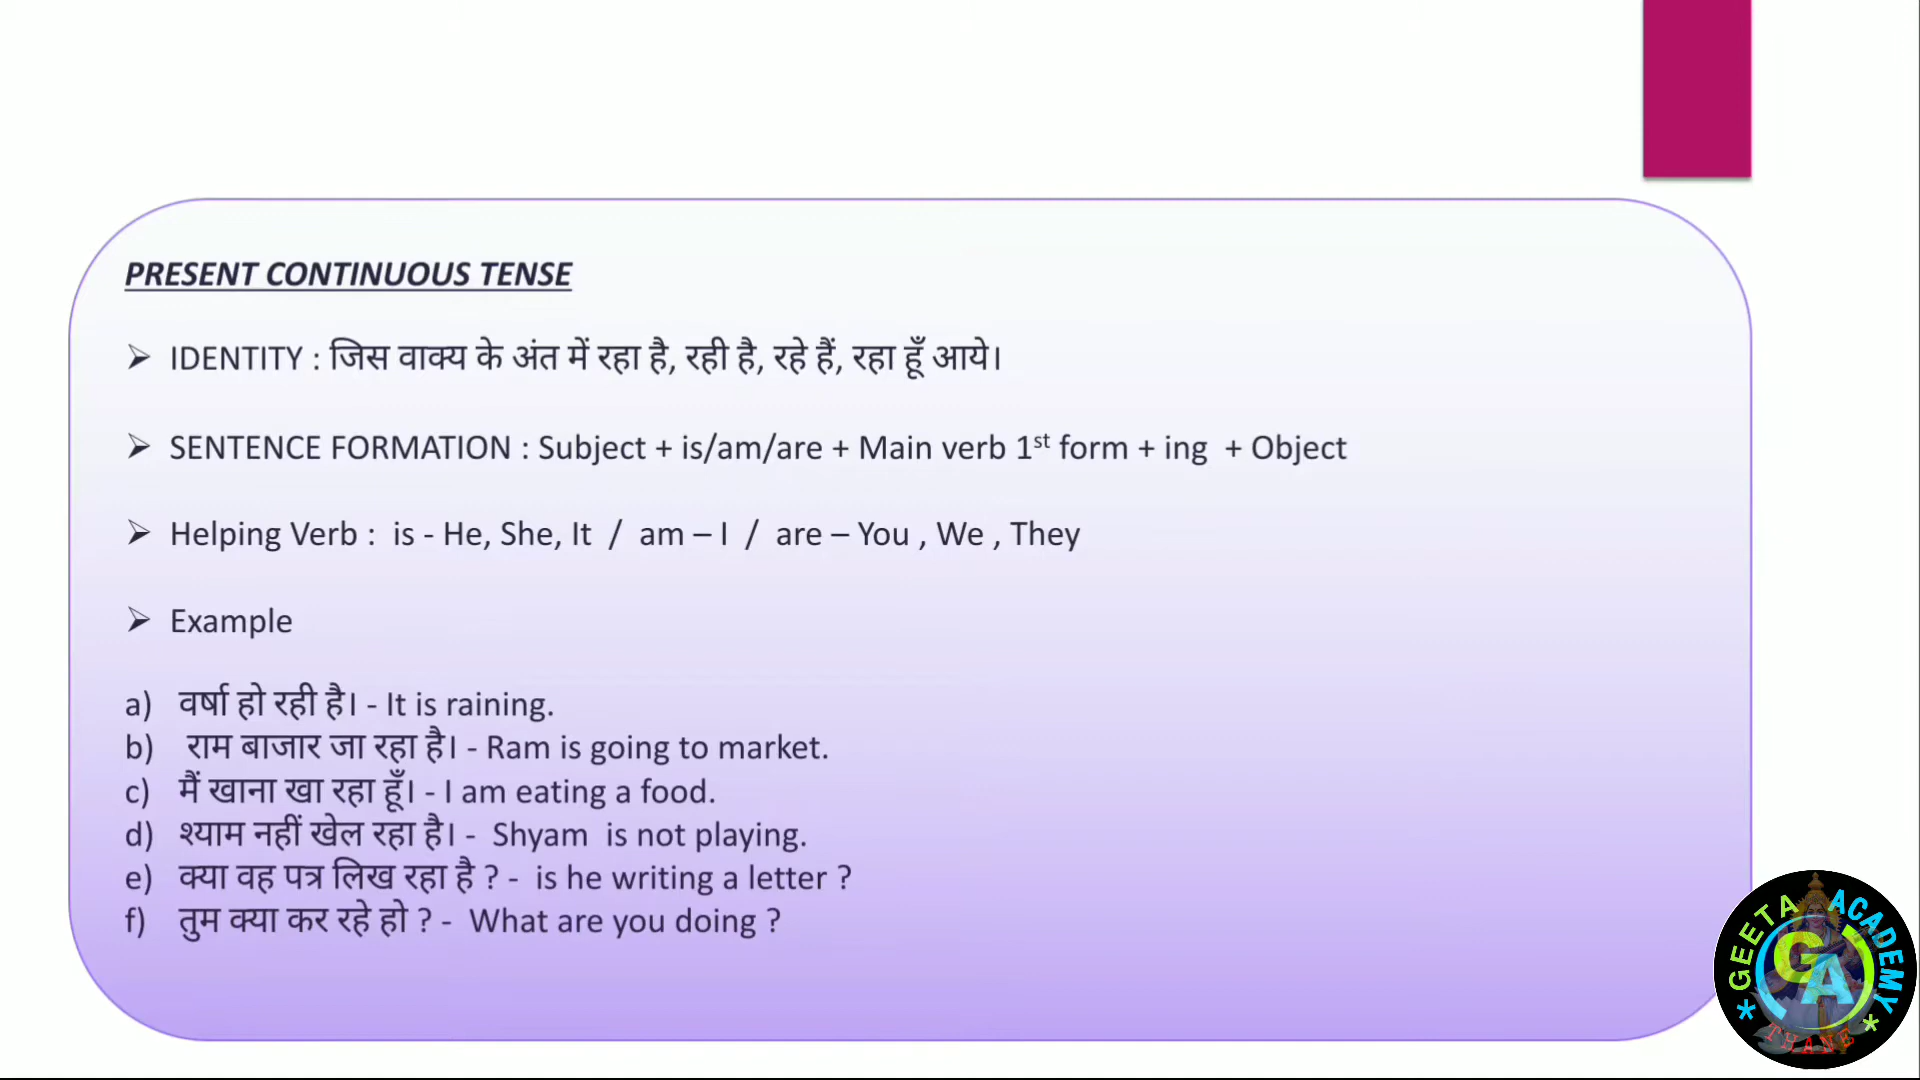 PRESENT CONTINUOUS TENSE
➢ IDENTITY : जिस वाक्य के अंत में रहा है, रही है, रहे हैं, रहा हूँ आये।
➢ SENTENCE FORMATION : Subject + is/am/are + Main verb 1st form + ing + Object
➢ Helping Verb : is - He, She, It / am – I / are – You , We , They
➢ Example
a) वर्षा हो रही है। - It is raining.
b) राम बाजार जा रहा है। - Ram is going to market.
c) मैं खाना खा रहा हूँ। - I am eating a food.
d) श्याम नहीं खेल रहा है। - Shyam is not playing.
e) क्या वह पत्र लिख रहा है ? - is he writing a letter ?
f) तुम क्या कर रहे हो ? - What are you doing ?
GEETA ACADEMY
GA
* THANE *